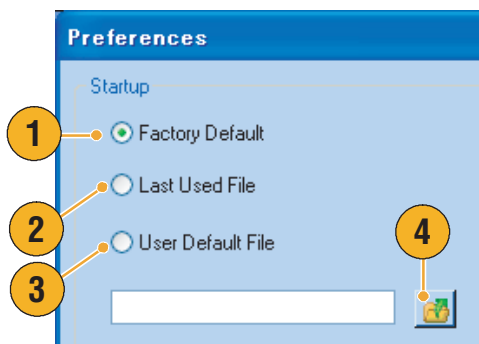 Preferences
Startup
1
Factory Default
2
Last Used File
3
User Default File
4